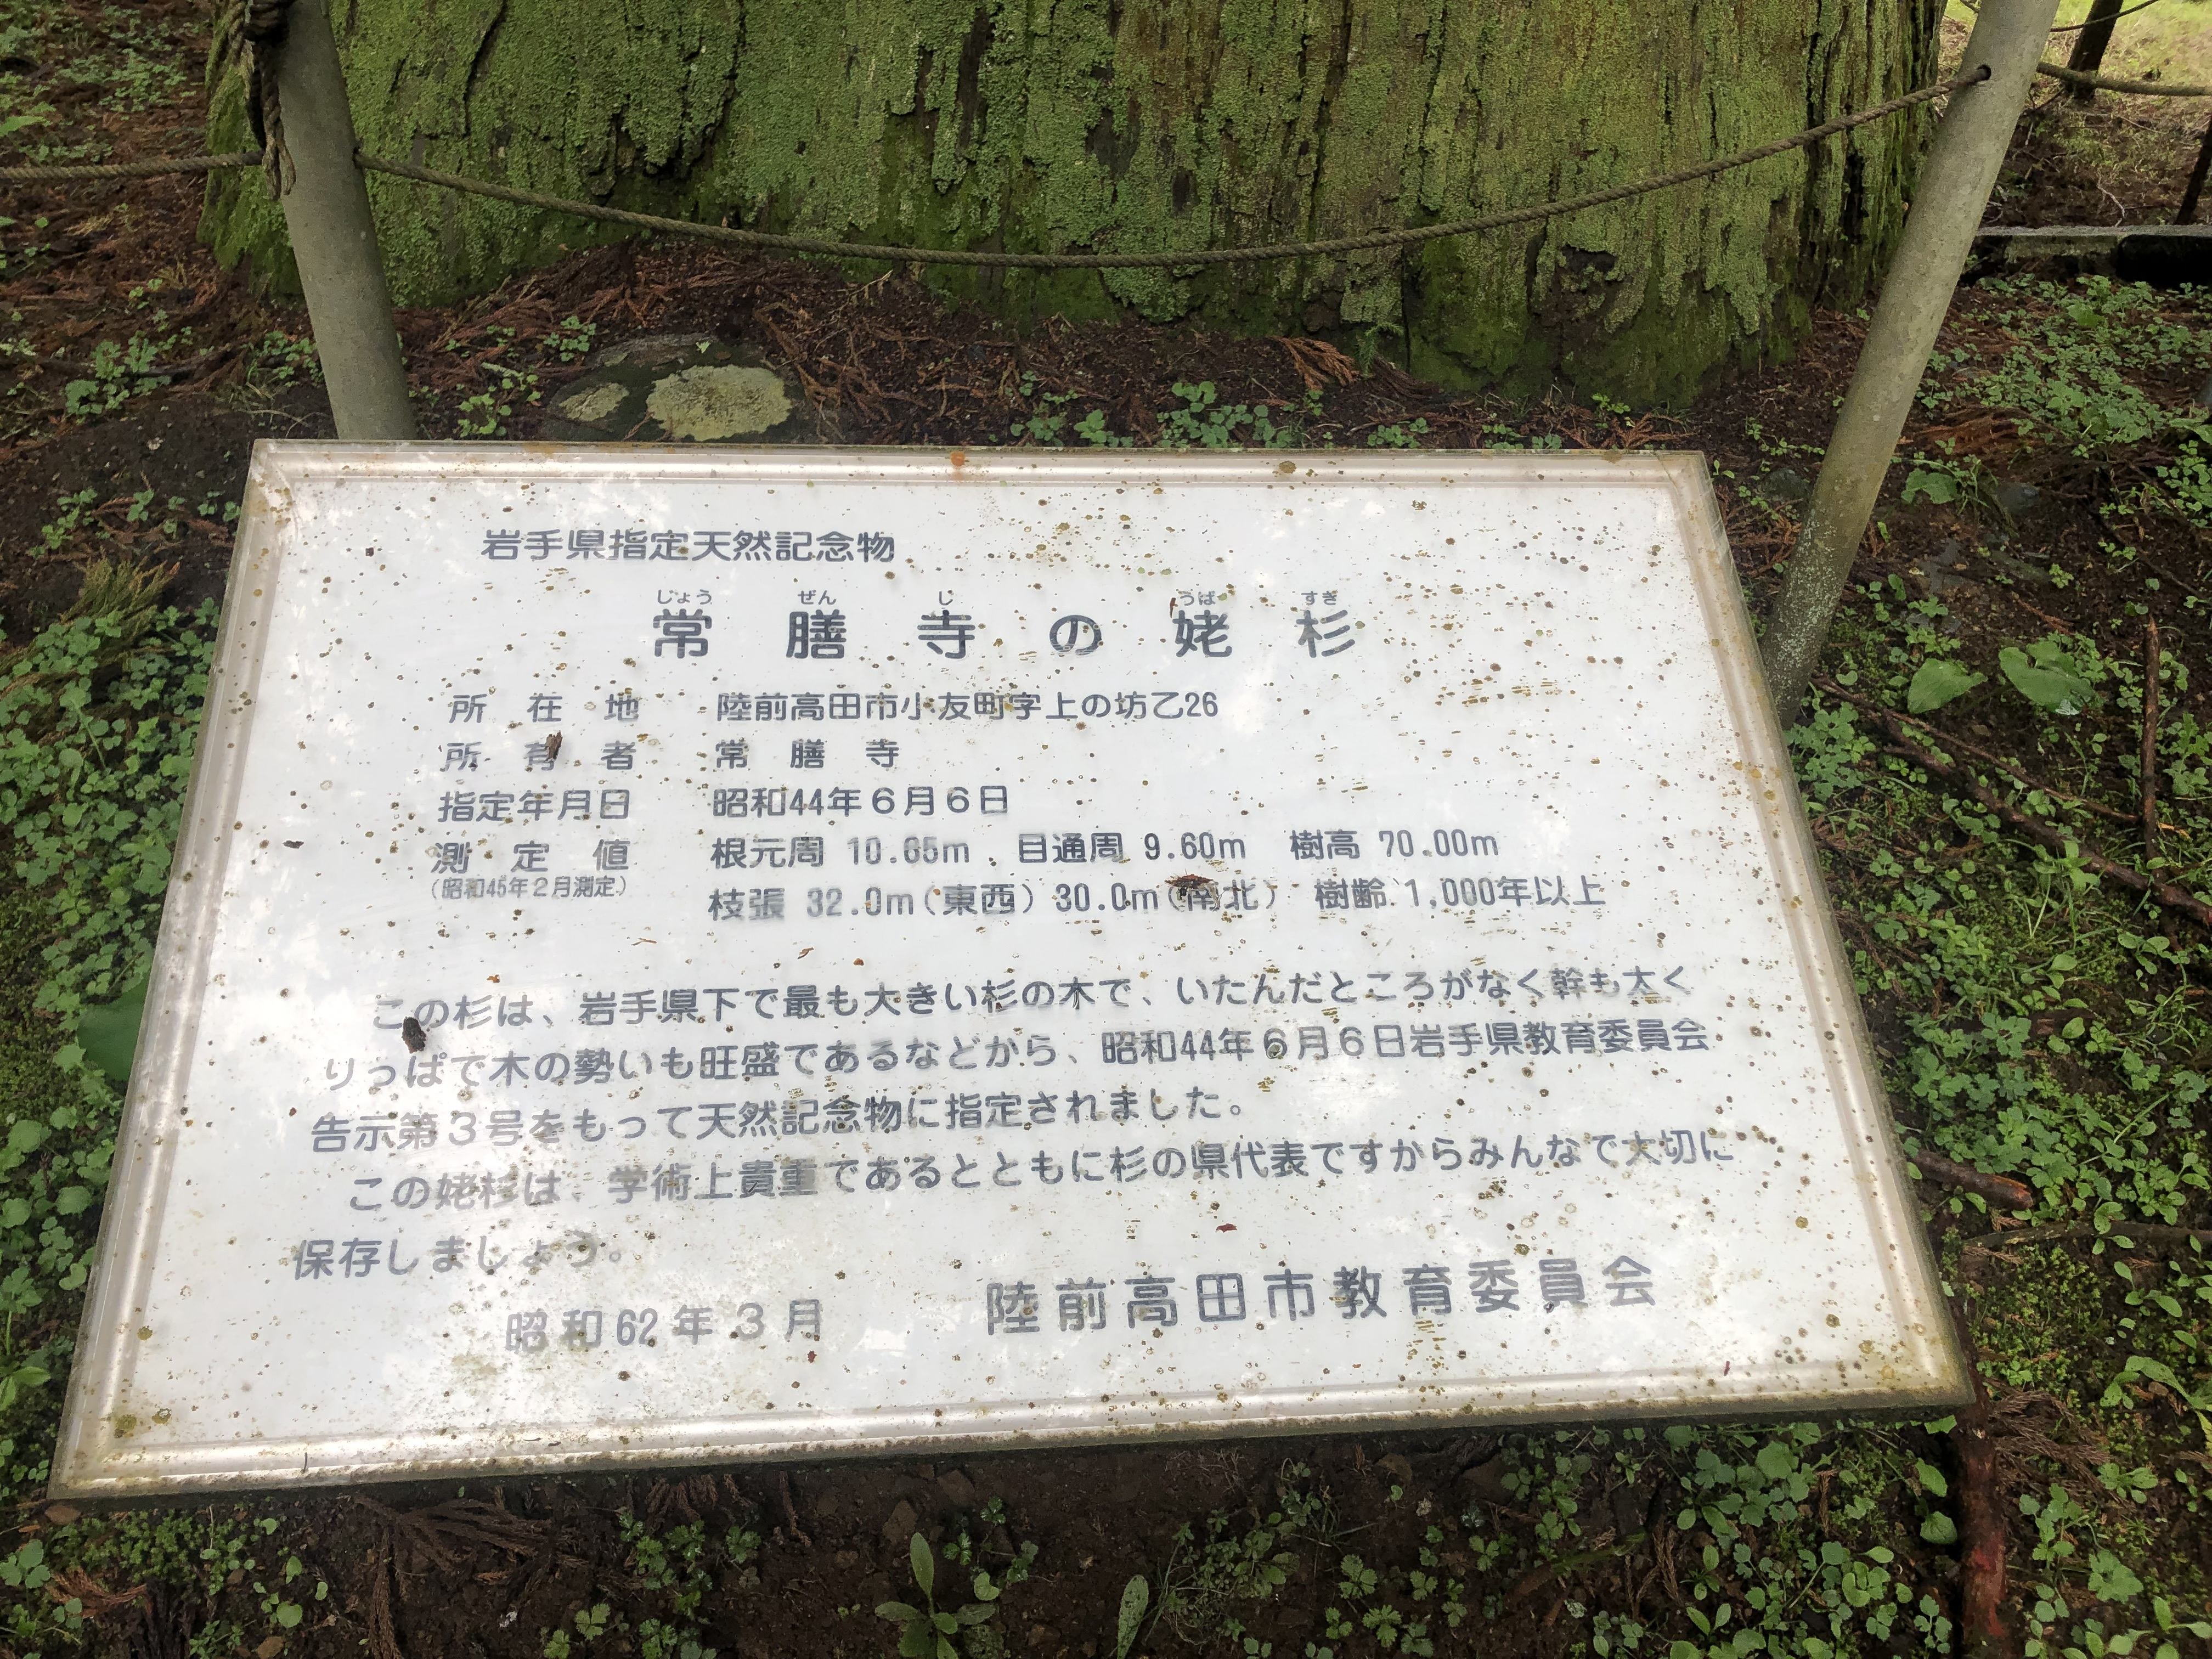 岩手県指定天然記念物
じょう ぜん じ うば すぎ
常膳寺の姥杉
所在地 陸前高田市小友町字上の坊乙26
所有者 常膳寺
指定年月日 昭和44年6月6日
測定値 根元周 10.65m 目通周 9.60m 樹高 70.00m
(昭和45年2月測定)
枝張 32.0m(東西) 30.0m(南北) 樹齢 1,000年以上
この杉は、岩手県下で最も大きい杉の木で、いたんだところがなく幹も太く
りっぱで木の勢いも旺盛であるなどから、昭和44年6月6日岩手県教育委員会
告示第3号をもって天然記念物に指定されました。
この姥杉は、学術上貴重であるとともに杉の県代表ですからみんなで大切に
保存しましょう。
昭和62年3月 陸前高田市教育委員会